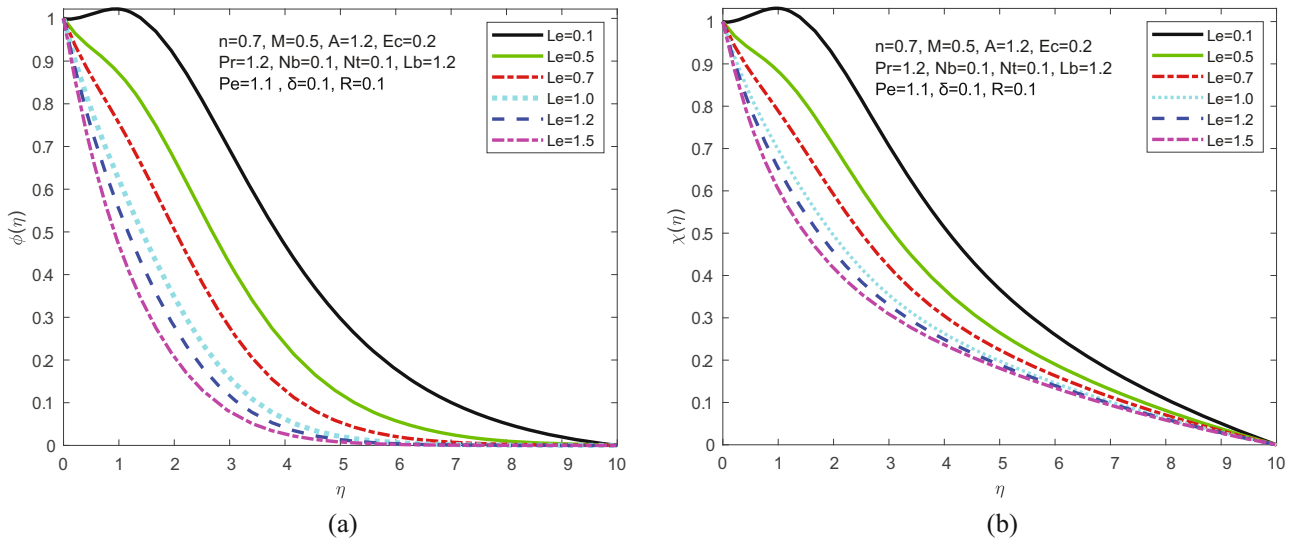 1
0.9
0.8
0.7
0.6
0.5
0.4
0.3
0.2
0.1
0
ϕ(η)
n=0.7, M=0.5, A=1.2, Ec=0.2
Pr=1.2, Nb=0.1, Nt=0.1, Lb=1.2
Pe=1.1 , δ=0.1, R=0.1
Le=0.1
Le=0.5
Le=0.7
Le=1.0
Le=1.2
Le=1.5
0 1 2 3 4 5 6 7 8 9 10
η
(a)
1
0.9
0.8
0.7
0.6
0.5
0.4
0.3
0.2
0.1
0
χ(η)
n=0.7, M=0.5, A=1.2, Ec=0.2
Pr=1.2, Nb=0.1, Nt=0.1, Lb=1.2
Pe=1.1, δ=0.1, R=0.1
Le=0.1
Le=0.5
Le=0.7
Le=1.0
Le=1.2
Le=1.5
0 1 2 3 4 5 6 7 8 9 10
η
(b)